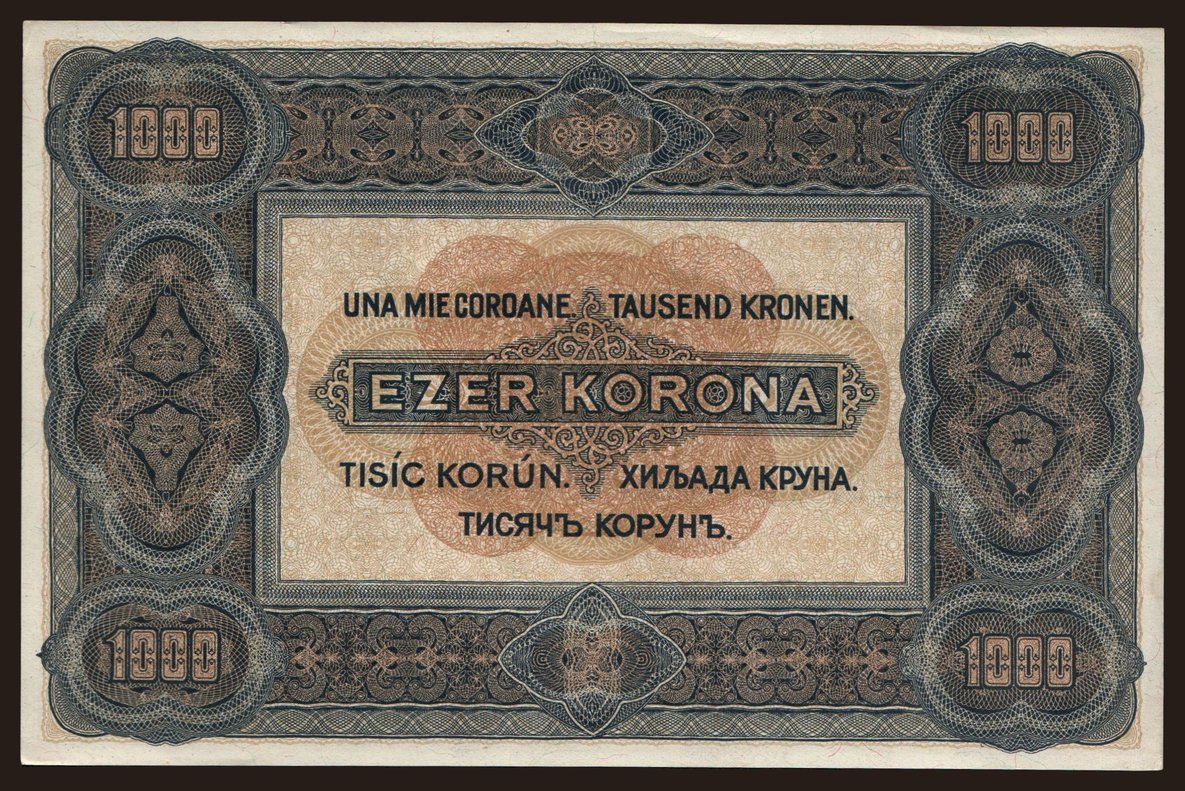 1000 1000
UNA MIE COROANE. TAUSEND KRONEN.
EZER KORONA
TISÍC KORÚN. ХИЉАДА КРУНА.
ТИСЯЧЪ КОРУНЪ.
1000 1000